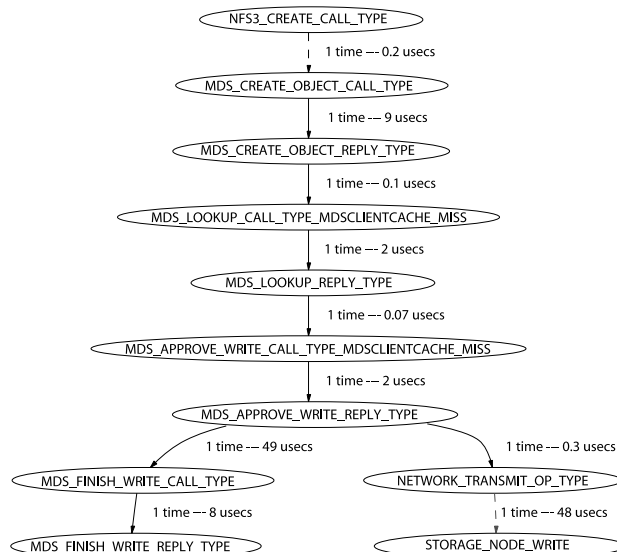 NFS3_CREATE_CALL_TYPE
1 time --- 0.2 usecs
MDS_CREATE_OBJECT_CALL_TYPE
1 time --- 9 usecs
MDS_CREATE_OBJECT_REPLY_TYPE
1 time --- 0.1 usecs
MDS_LOOKUP_CALL_TYPE_MDSCLIENTCACHE_MISS
1 time --- 2 usecs
MDS_LOOKUP_REPLY_TYPE
1 time --- 0.07 usecs
MDS_APPROVE_WRITE_CALL_TYPE_MDSCLIENTCACHE_MISS
1 time --- 2 usecs
MDS_APPROVE_WRITE_REPLY_TYPE
1 time --- 49 usecs
1 time --- 0.3 usecs
MDS_FINISH_WRITE_CALL_TYPE
NETWORK_TRANSMIT_OP_TYPE
1 time --- 8 usecs
1 time --- 48 usecs
MDS_FINISH_WRITE_REPLY_TYPE
STORAGE_NODE_WRITE